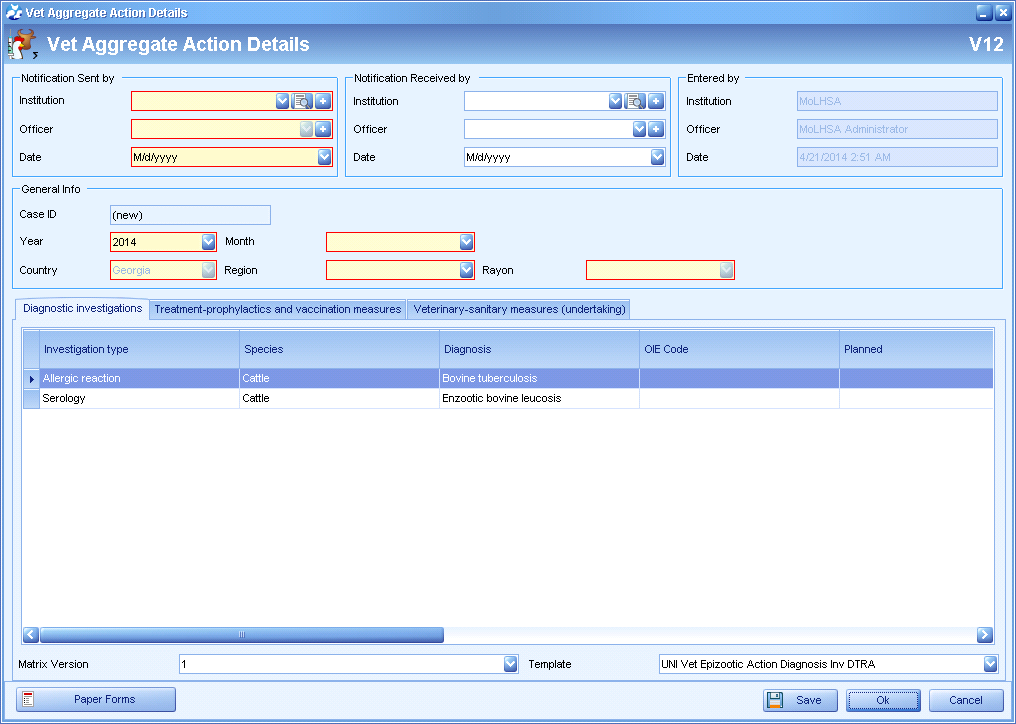 Vet Aggregate Action Details
Vet Aggregate Action Details V12
Notification Sent by
Institution
Officer
Date M/d/yyyy
Notification Received by
Institution
Officer
Date M/d/yyyy
Entered by
Institution MoLHSA
Officer MoLHSA Administrator
Date 4/21/2014 2:51 AM
General Info
Case ID (new)
Year 2014 Month
Country Georgia Region Rayon
Diagnostic investigations Treatment-prophylactics and vaccination measures Veterinary-sanitary measures (undertaking)
Investigation type Species Diagnosis OIE Code Planned
Allergic reaction Cattle Bovine tuberculosis
Serology Cattle Enzootic bovine leucosis
Matrix Version 1 Template UNI Vet Epizootic Action Diagnosis Inv DTRA
Paper Forms Save Ok Cancel